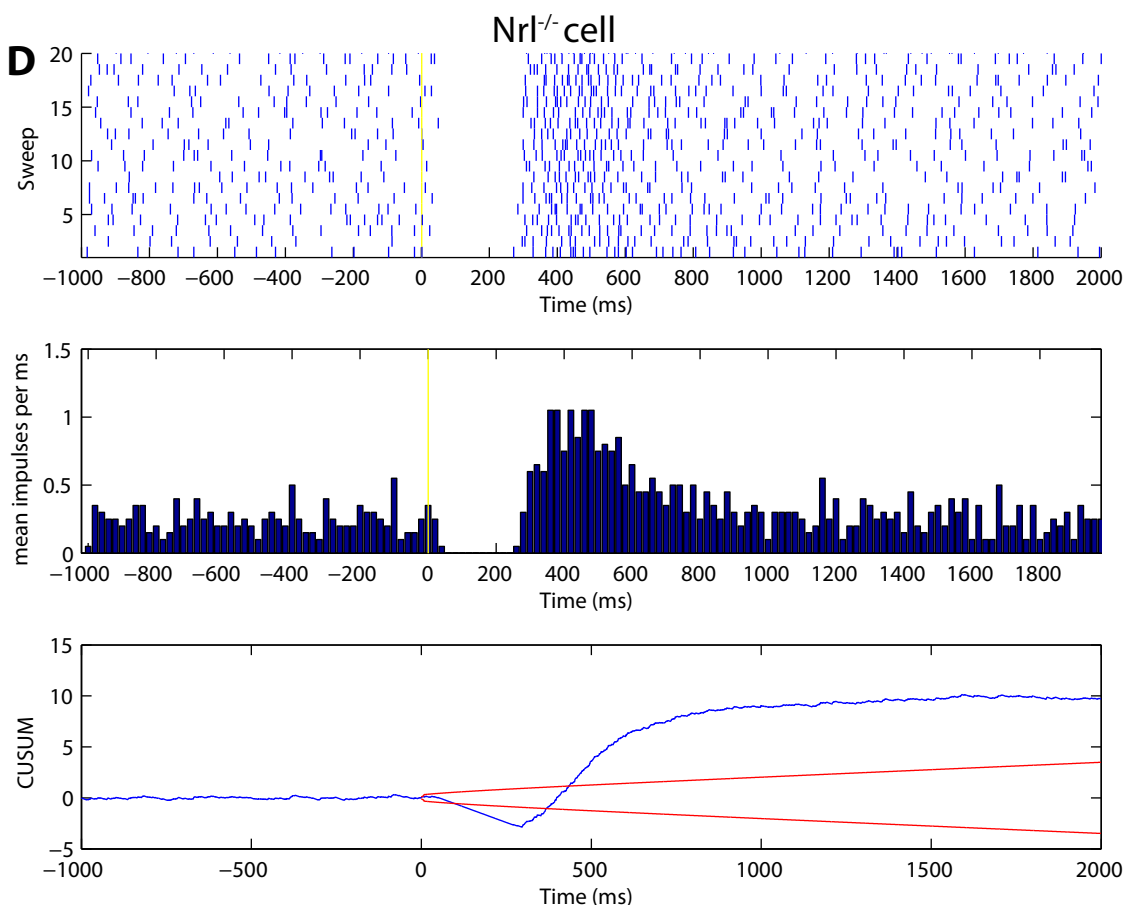 Nrl-/- cell
D
20
15
10
5
Sweep
−1000 −800 −600 −400 −200 0 200 400 600 800 1000 1200 1400 1600 1800 2000
Time (ms)
1.5
1
0.5
0
mean impulses per ms
−1000 −800 −600 −400 −200 0 200 400 600 800 1000 1200 1400 1600 1800
Time (ms)
15
10
5
0
−5
CUSUM
−1000 −500 0 500 1000 1500 2000
Time (ms)